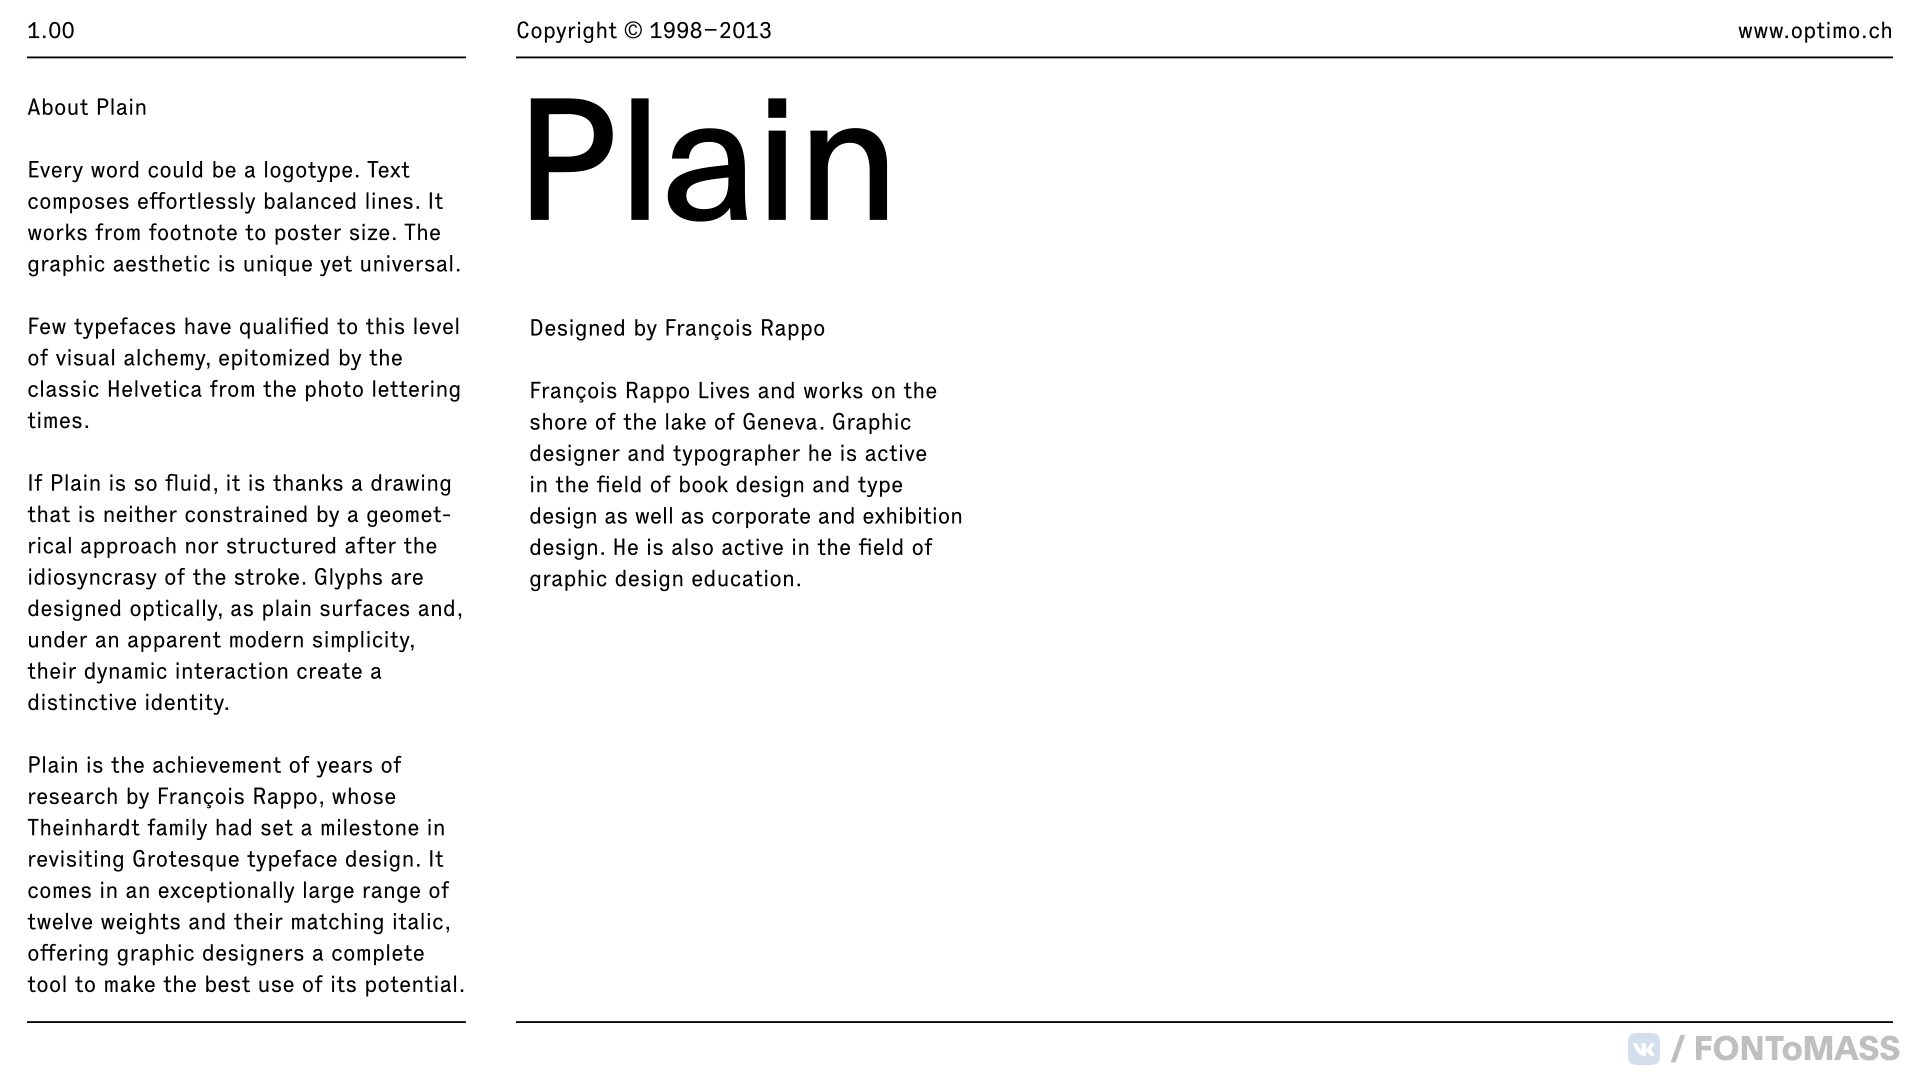 1.00
Copyright © 1998–2013
www.optimo.ch
About Plain
Every word could be a logotype. Text
composes effortlessly balanced lines. It
works from footnote to poster size. The
graphic aesthetic is unique yet universal.
Few typefaces have qualified to this level
of visual alchemy, epitomized by the
classic Helvetica from the photo lettering
times.
If Plain is so fluid, it is thanks a drawing
that is neither constrained by a geomet-
rical approach nor structured after the
idiosyncrasy of the stroke. Glyphs are
designed optically, as plain surfaces and,
under an apparent modern simplicity,
their dynamic interaction create a
distinctive identity.
Plain is the achievement of years of
research by François Rappo, whose
Theinhardt family had set a milestone in
revisiting Grotesque typeface design. It
comes in an exceptionally large range of
twelve weights and their matching italic,
offering graphic designers a complete
tool to make the best use of its potential.
Plain
Designed by François Rappo
François Rappo Lives and works on the
shore of the lake of Geneva. Graphic
designer and typographer he is active
in the field of book design and type
design as well as corporate and exhibition
design. He is also active in the field of
graphic design education.
/ FONToMASS